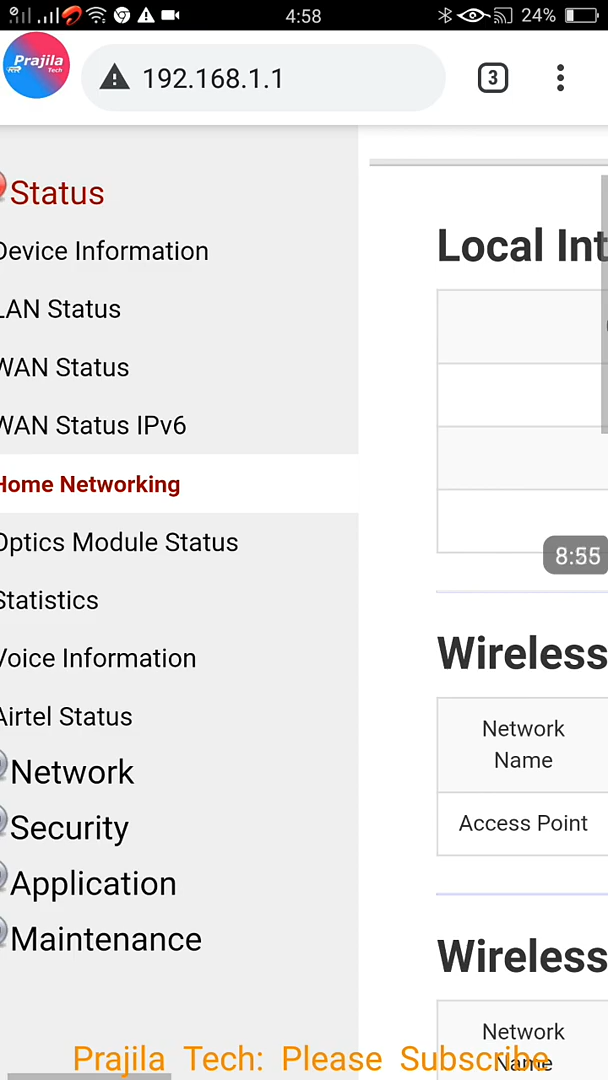 4:58
24%
Prajila
Tech
192.168.1.1
3
Status
Device Information
LAN Status
WAN Status
WAN Status IPv6
Home Networking
Optics Module Status
Statistics
Voice Information
Airtel Status
Network
Security
Application
Maintenance
Local Int
8:55
Wireless
Network
Name
Access Point
Wireless
Network
Name
Prajila Tech: Please Subscribe